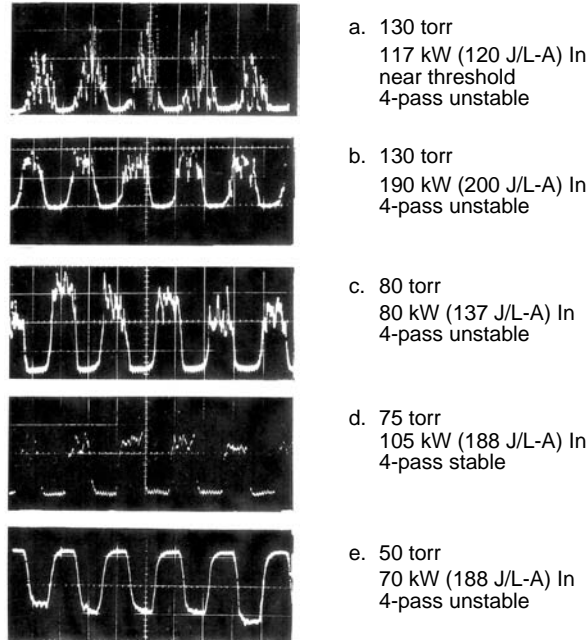 a. 130 torr
117 kW (120 J/L-A) In
near threshold
4-pass unstable
b. 130 torr
190 kW (200 J/L-A) In
4-pass unstable
c. 80 torr
80 kW (137 J/L-A) In
4-pass unstable
d. 75 torr
105 kW (188 J/L-A) In
4-pass stable
e. 50 torr
70 kW (188 J/L-A) In
4-pass unstable